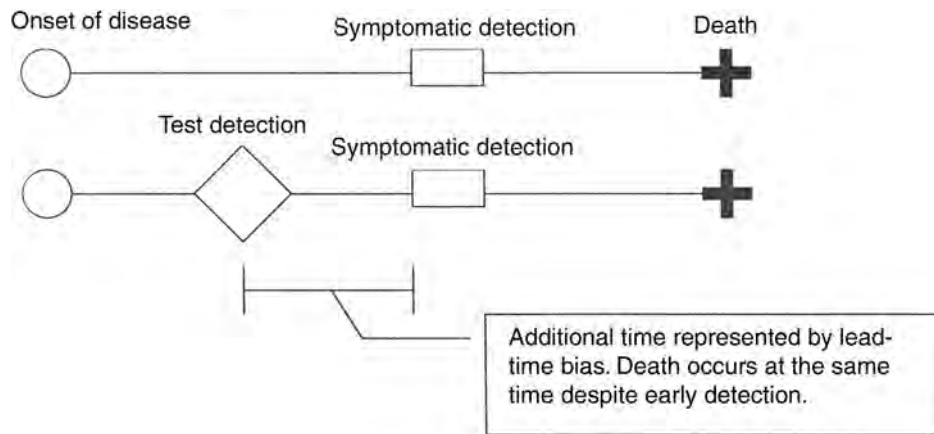 Onset of disease
Symptomatic detection
Death
Test detection
Symptomatic detection
Additional time represented by lead-
time bias. Death occurs at the same
time despite early detection.